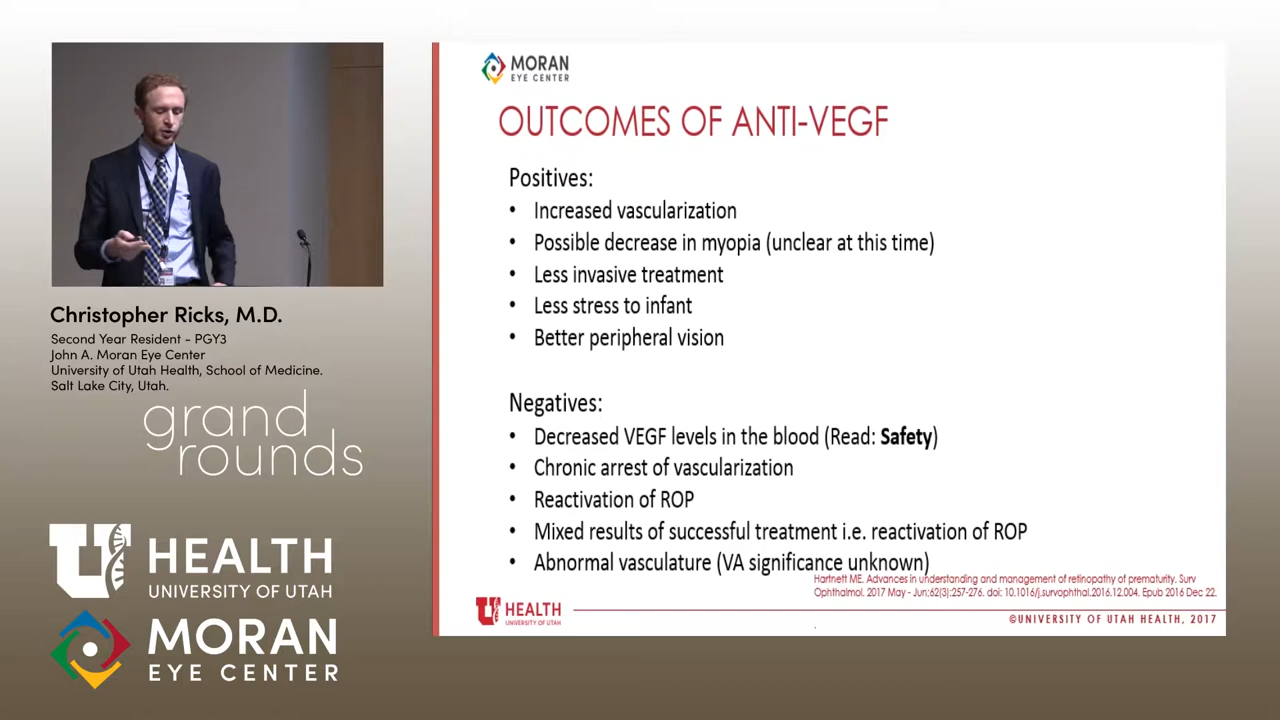 MORAN
EYE CENTER
OUTCOMES OF ANTI-VEGF
Positives:
• Increased vascularization
• Possible decrease in myopia (unclear at this time)
• Less invasive treatment
• Less stress to infant
• Better peripheral vision
Negatives:
• Decreased VEGF levels in the blood (Read: Safety)
• Chronic arrest of vascularization
• Reactivation of ROP
• Mixed results of successful treatment i.e. reactivation of ROP
• Abnormal vasculature (VA significance unknown)
Hartnett ME. Advances in understanding and management of retinopathy of prematurity. Surv
Ophthalmol. 2017 May - Jun;62(3):257-276. doi: 10.1016/j.survophthal.2016.12.004. Epub 2016 Dec 22.
U HEALTH
UNIVERSITY OF UTAH
©UNIVERSITY OF UTAH HEALTH, 2017
Christopher Ricks, M.D.
Second Year Resident - PGY3
John A. Moran Eye Center
University of Utah Health, School of Medicine.
Salt Lake City, Utah.
grand
rounds
U HEALTH
UNIVERSITY OF UTAH
MORAN
EYE CENTER